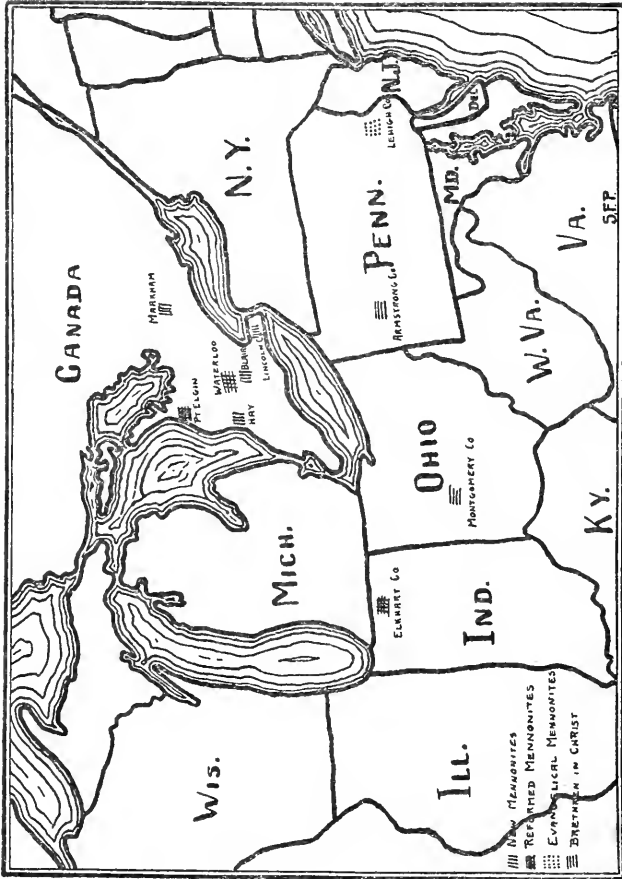 CANADA
MARKHAM
PT ELGIN
WATERLOO
BLAIR
HAY
LINCOLN CO
N.Y.
WIS.
MICH.
PENN.
ARMSTRONG CO.
LEHIGH CO
N.J.
DEL.
MD.
OHIO
MONTGOMERY CO
ELKHART CO
IND.
ILL.
W.VA.
VA.
KY.
NEW MENNONITES
REFORMED MENNONITES
EVANGELICAL MENNONITES
BRETHREN IN CHRIST
S.F.P.